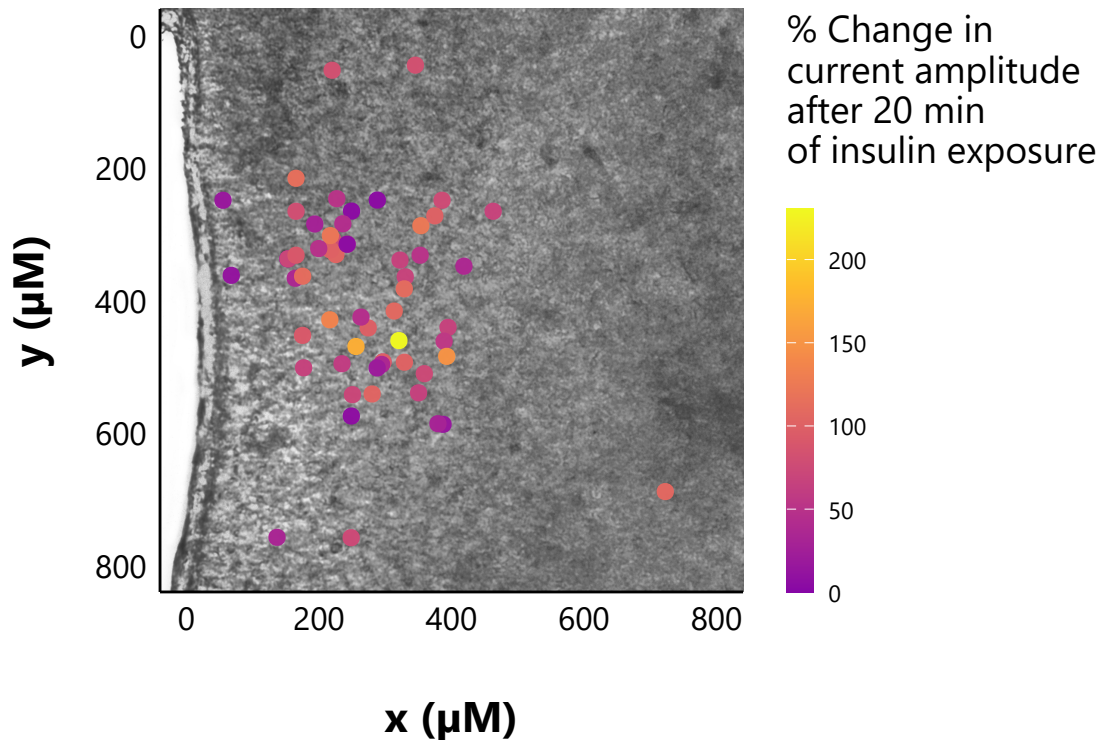 % Change in
current amplitude
after 20 min
of insulin exposure
0
200
400
600
800
y (μM)
200
150
100
50
0
0 200 400 600 800
x (μM)